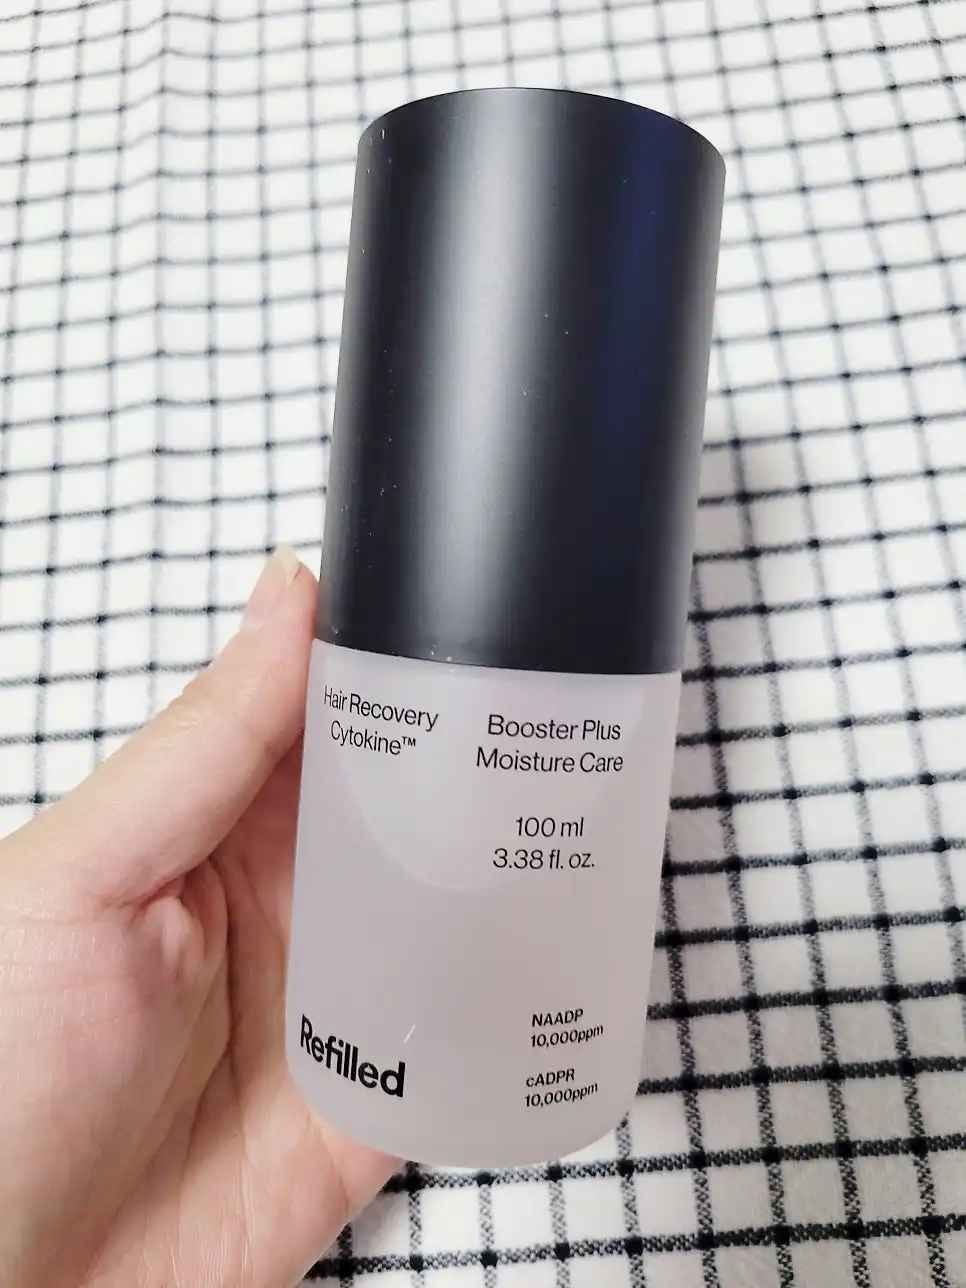 Hair Recovery
Cytokine™
Booster Plus
Moisture Care
100 ml
3.38 fl. oz.
Refilled
NAADP
10,000ppm
cADPR
10,000ppm